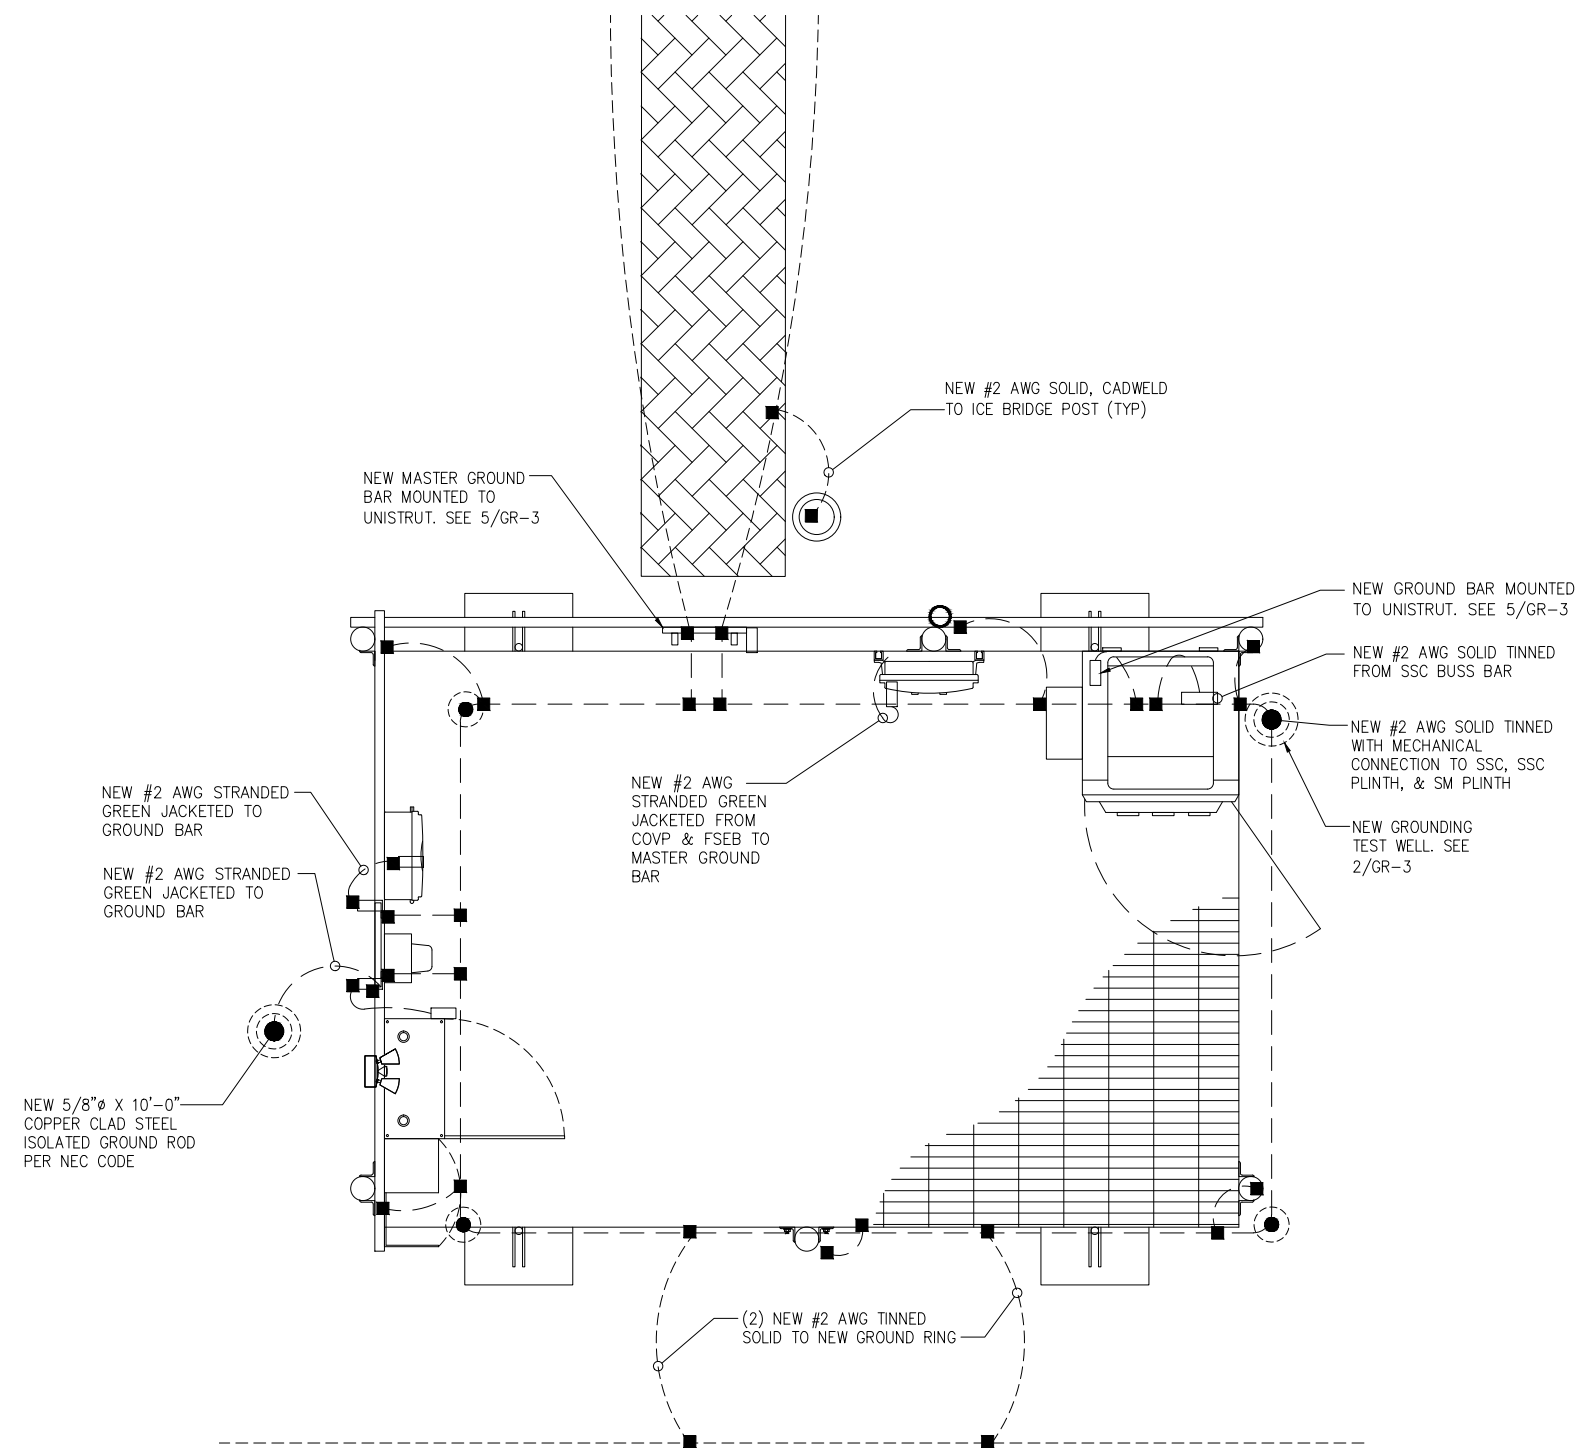 NEW #2 AWG SOLID, CADWELD
TO ICE BRIDGE POST (TYP)
NEW MASTER GROUND
BAR MOUNTED TO
UNISTRUT. SEE 5/GR-3
NEW GROUND BAR MOUNTED
TO UNISTRUT. SEE 5/GR-3
NEW #2 AWG SOLID TINNED
FROM SSC BUSS BAR
NEW #2 AWG SOLID TINNED
WITH MECHANICAL
CONNECTION TO SSC, SSC
PLINTH, & SM PLINTH
NEW #2 AWG
STRANDED GREEN
JACKETED FROM
COVP & FSEB TO
MASTER GROUND
BAR
NEW #2 AWG STRANDED
GREEN JACKETED TO
GROUND BAR
NEW GROUNDING
TEST WELL. SEE
2/GR-3
NEW #2 AWG STRANDED
GREEN JACKETED TO
GROUND BAR
NEW 5/8"ø X 10'-0"
COPPER CLAD STEEL
ISOLATED GROUND ROD
PER NEC CODE
(2) NEW #2 AWG TINNED
SOLID TO NEW GROUND RING